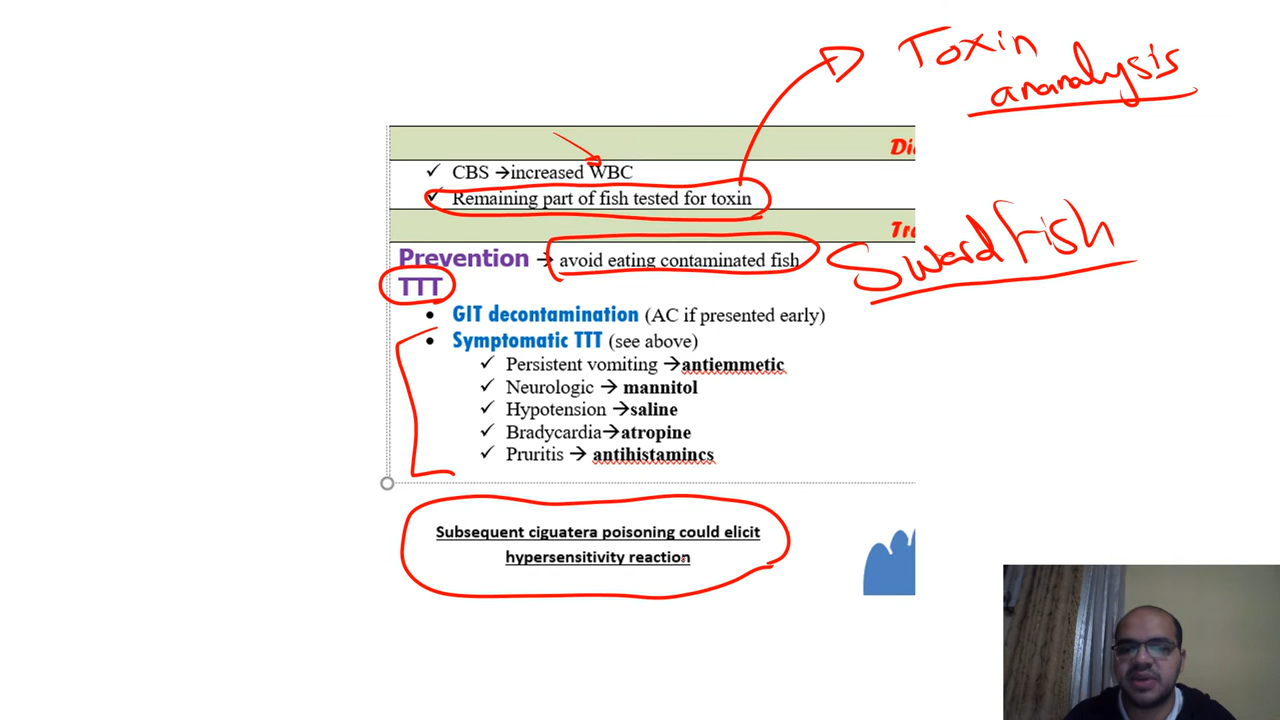 Toxin
ananalysis
Di
✓ CBS →increased WBC
✓ Remaining part of fish tested for toxin
Tr
Prevention → avoid eating contaminated fish
Swardfish
TTT
• GIT decontamination (AC if presented early)
• Symptomatic TTT (see above)
✓ Persistent vomiting →antiemmetic
✓ Neurologic → mannitol
✓ Hypotension →saline
✓ Bradycardia→atropine
✓ Pruritis → antihistamincs
Subsequent ciguatera poisoning could elicit
hypersensitivity reaction